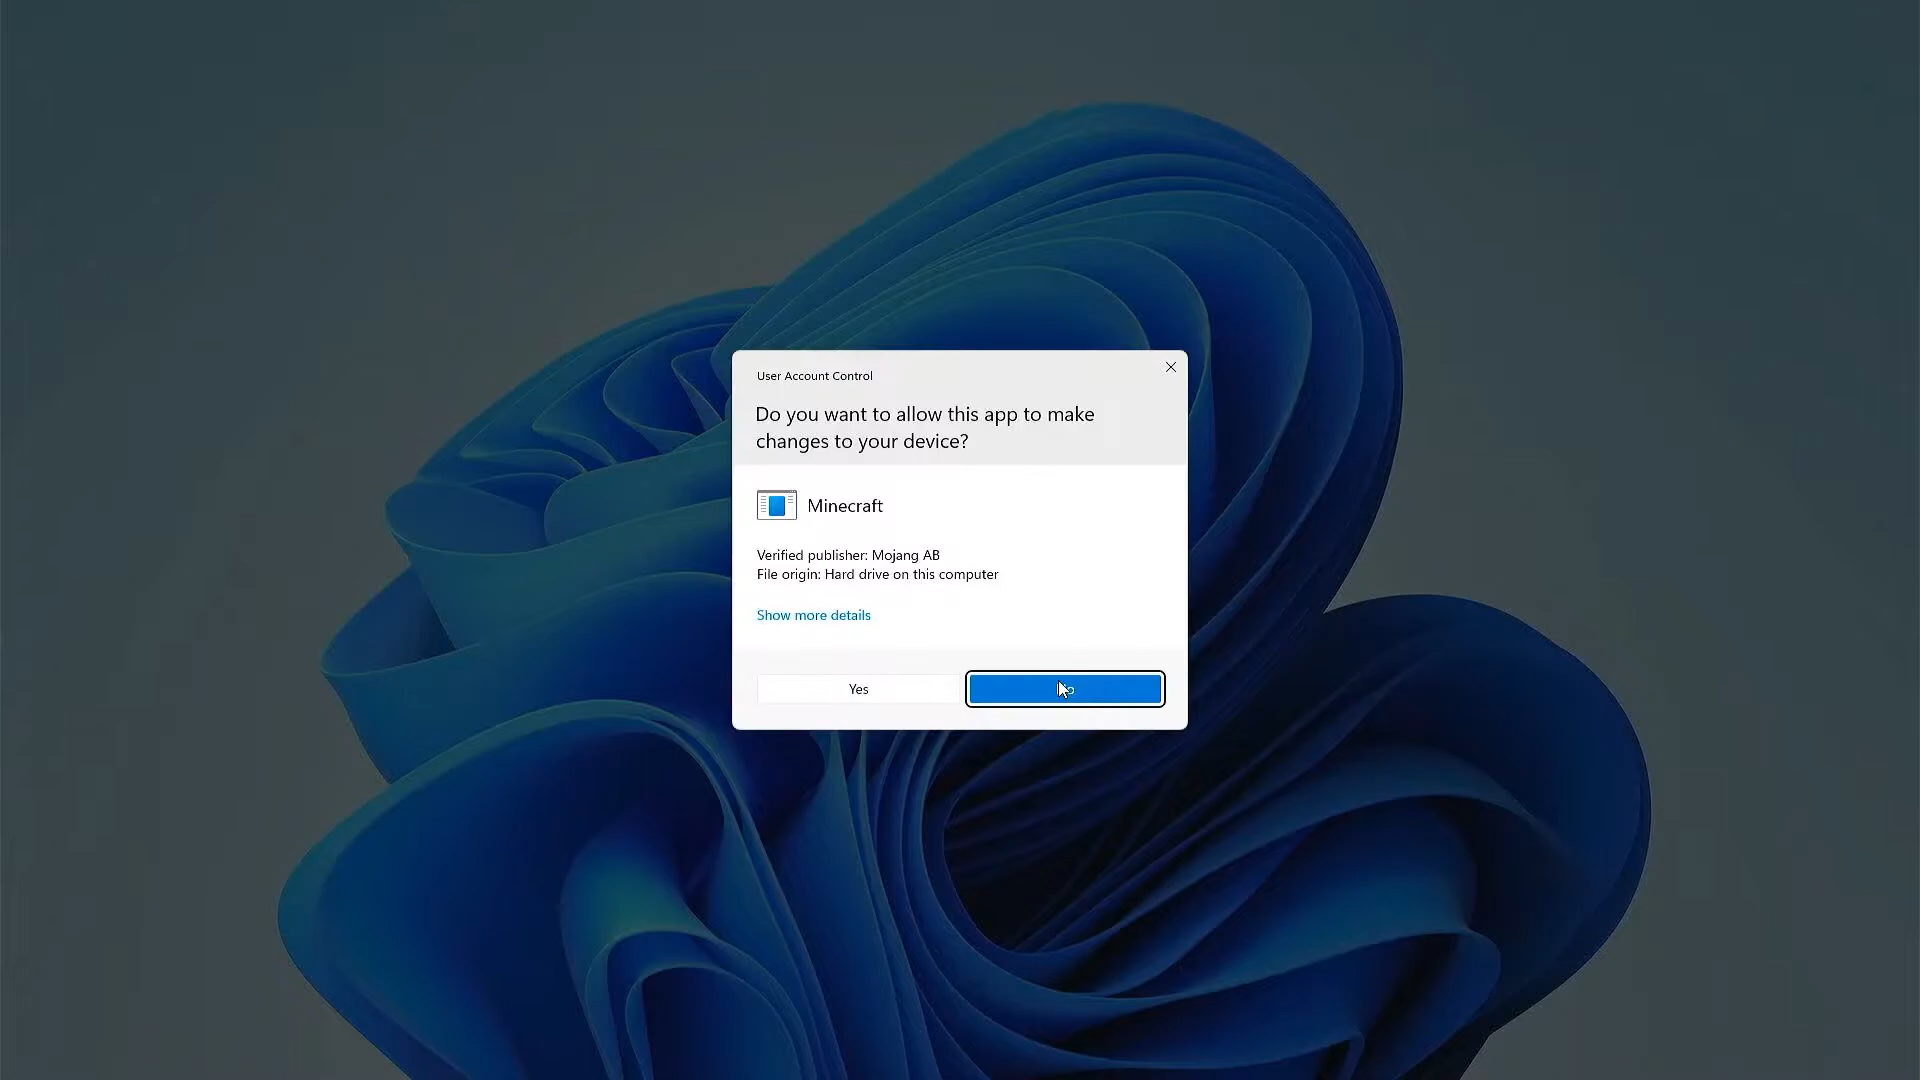 User Account Control
Do you want to allow this app to make
changes to your device?
Minecraft
Verified publisher: Mojang AB
File origin: Hard drive on this computer
Show more details
Yes